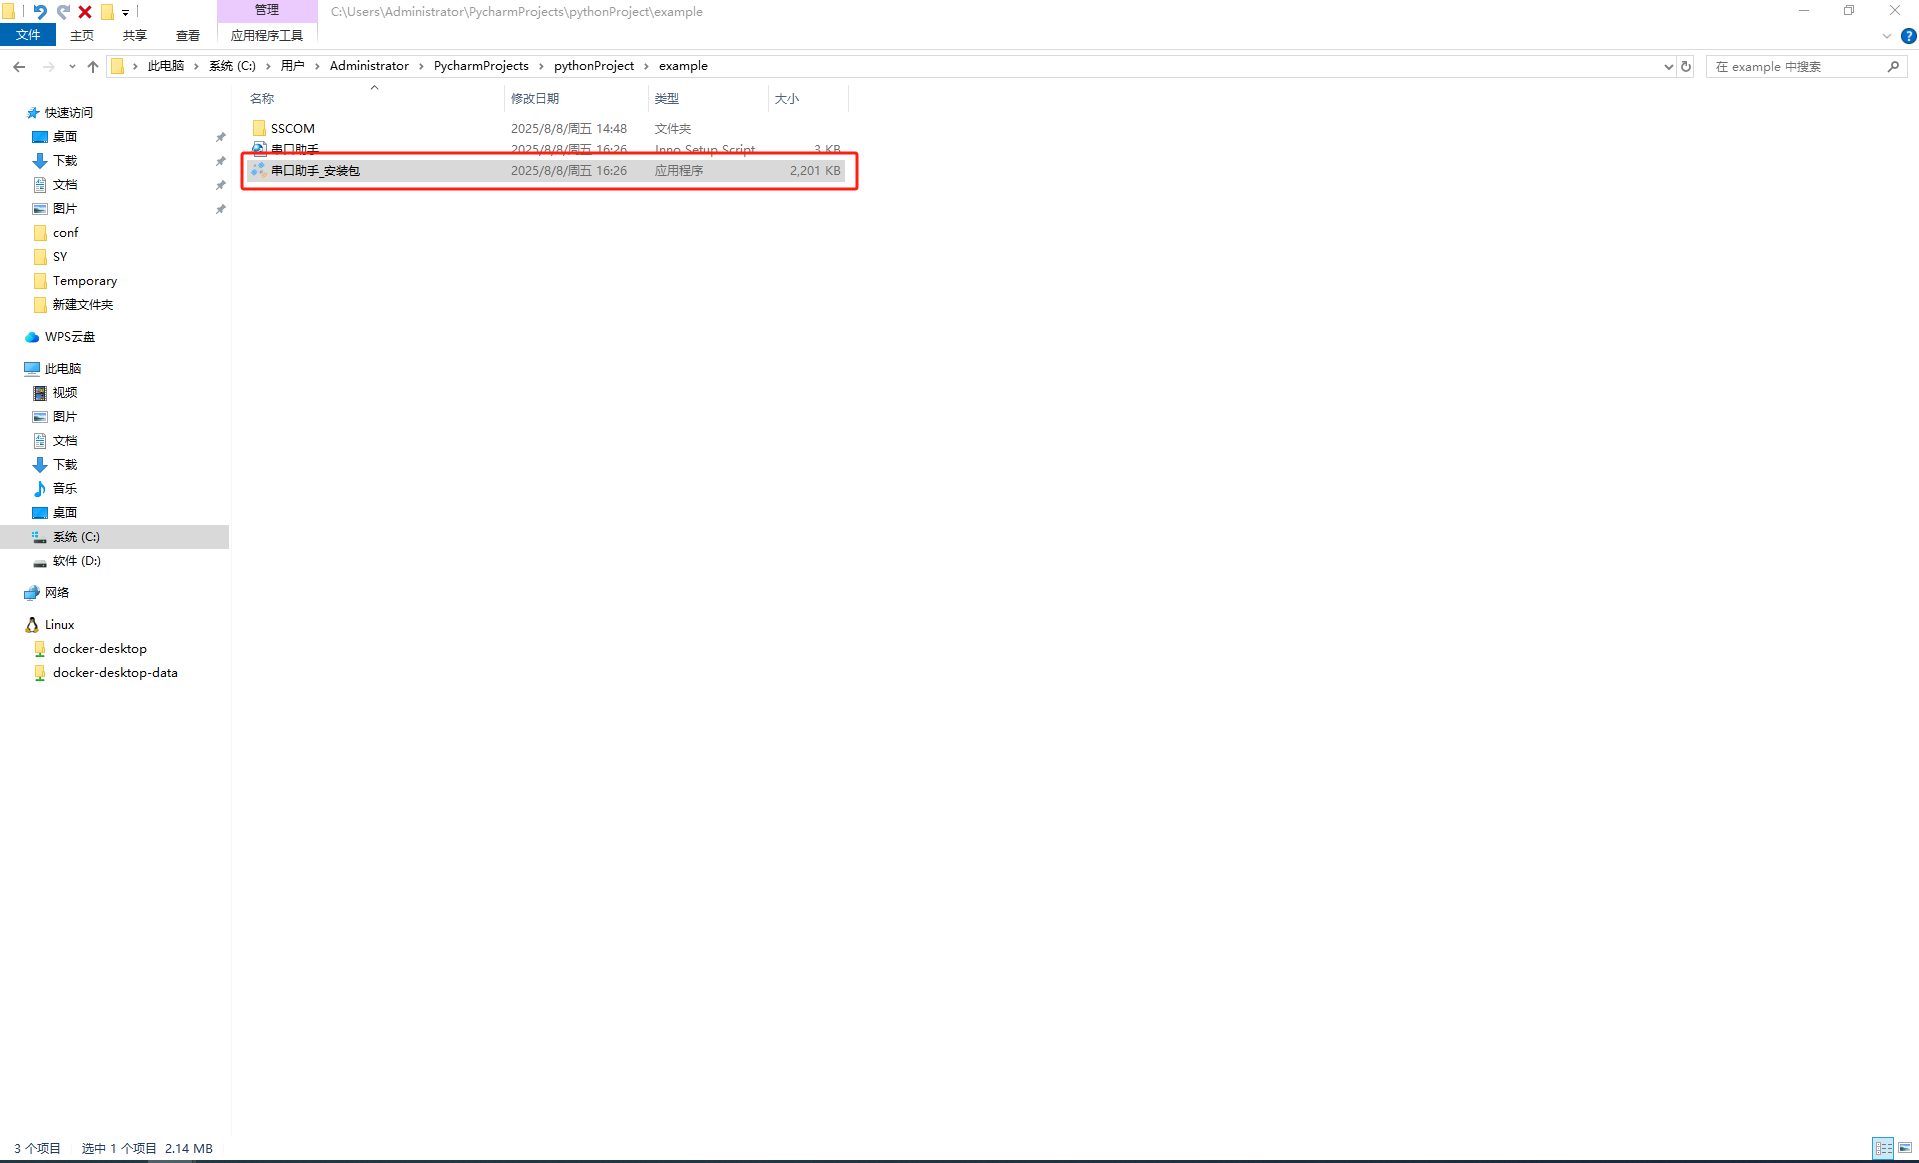 管理
C:\Users\Administrator\PycharmProjects\pythonProject\example
文件 主页 共享 查看 应用程序工具
此电脑 系统 (C:) 用户 Administrator PycharmProjects pythonProject example
在 example 中搜索
名称 修改日期 类型 大小
SSCOM 2025/8/8/周五 14:48 文件夹
串口助手 2025/8/8/周五 16:26 Inno Setup Script 3 KB
串口助手_安装包 2025/8/8/周五 16:26 应用程序 2,201 KB
快速访问
桌面
下载
文档
图片
conf
SY
Temporary
新建文件夹
WPS云盘
此电脑
视频
图片
文档
下载
音乐
桌面
系统 (C:)
软件 (D:)
网络
Linux
docker-desktop
docker-desktop-data
3 个项目 选中 1 个项目 2.14 MB